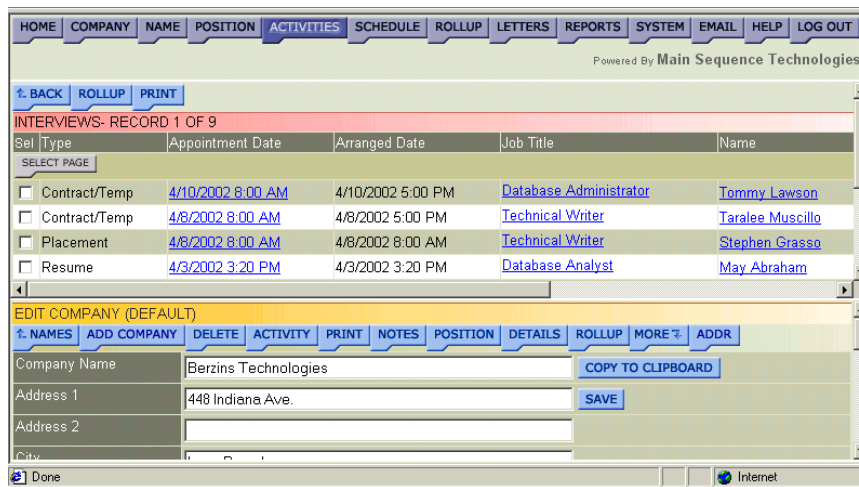 HOME COMPANY NAME POSITION ACTIVITIES SCHEDULE ROLLUP LETTERS REPORTS SYSTEM EMAIL HELP LOG OUT
Powered By Main Sequence Technologies
BACK ROLLUP PRINT
INTERVIEWS- RECORD 1 OF 9
Sel Type Appointment Date Arranged Date Job Title Name
SELECT PAGE
Contract/Temp 4/10/2002 8:00 AM 4/10/2002 5:00 PM Database Administrator Tommy Lawson
Contract/Temp 4/8/2002 8:00 AM 4/8/2002 5:00 PM Technical Writer Taralee Muscillo
Placement 4/8/2002 8:00 AM 4/8/2002 8:00 AM Technical Writer Stephen Grasso
Resume 4/3/2002 3:20 PM 4/3/2002 3:20 PM Database Analyst May Abraham
EDIT COMPANY (DEFAULT)
NAMES ADD COMPANY DELETE ACTIVITY PRINT NOTES POSITION DETAILS ROLLUP MORE ADDR
Company Name Berzins Technologies COPY TO CLIPBOARD
Address 1 448 Indiana Ave. SAVE
Address 2
City
Done Internet